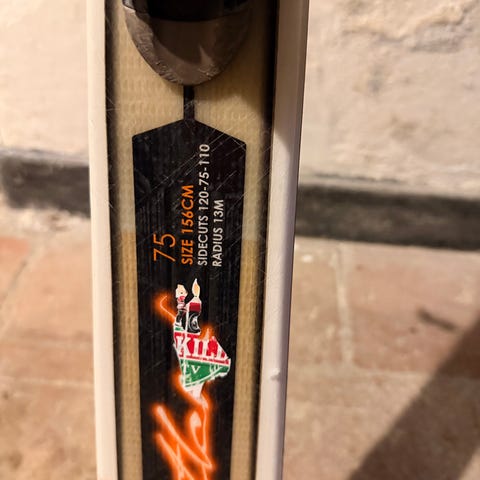 75
SIZE 156CM
SIDECUTS 120-75-110
RADIUS 13M